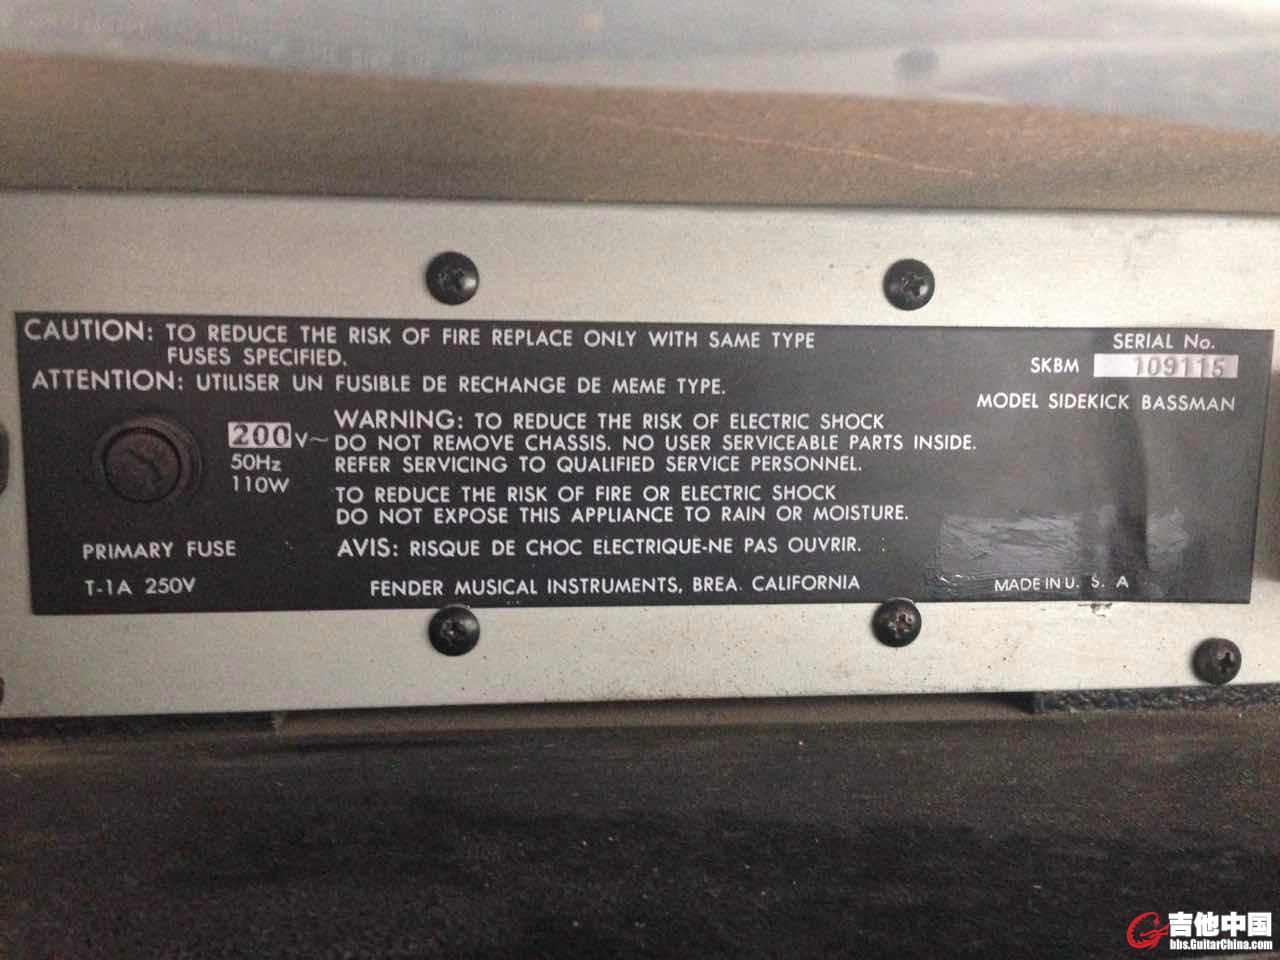 CAUTION: TO REDUCE THE RISK OF FIRE REPLACE ONLY WITH SAME TYPE
FUSES SPECIFIED.
ATTENTION: UTILISER UN FUSIBLE DE RECHANGE DE MEME TYPE.
SERIAL No.
SKBM 109115
MODEL SIDEKICK BASSMAN
200V~
50Hz
110W
WARNING: TO REDUCE THE RISK OF ELECTRIC SHOCK
DO NOT REMOVE CHASSIS. NO USER SERVICEABLE PARTS INSIDE.
REFER SERVICING TO QUALIFIED SERVICE PERSONNEL.
TO REDUCE THE RISK OF FIRE OR ELECTRIC SHOCK
DO NOT EXPOSE THIS APPLIANCE TO RAIN OR MOISTURE.
PRIMARY FUSE
T-1A 250V
AVIS: RISQUE DE CHOC ELECTRIQUE-NE PAS OUVRIR.
FENDER MUSICAL INSTRUMENTS, BREA. CALIFORNIA
MADE IN U. S. A
吉他中国
bbs.GuitarChina.com